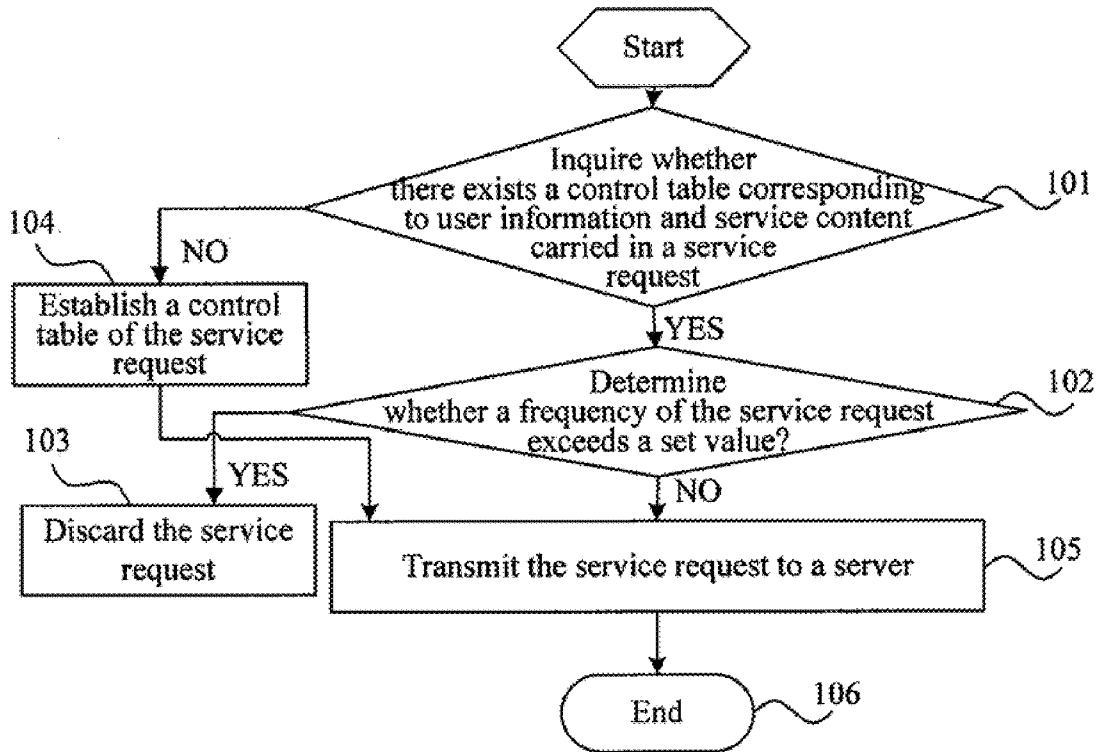 Start
Inquire whether
there exists a control table corresponding
to user information and service content
carried in a service
request
101
104
NO
Establish a control
table of the service
request
YES
Determine
whether a frequency of the service request
exceeds a set value?
102
103
YES
NO
Discard the service
request
Transmit the service request to a server
105
End
106